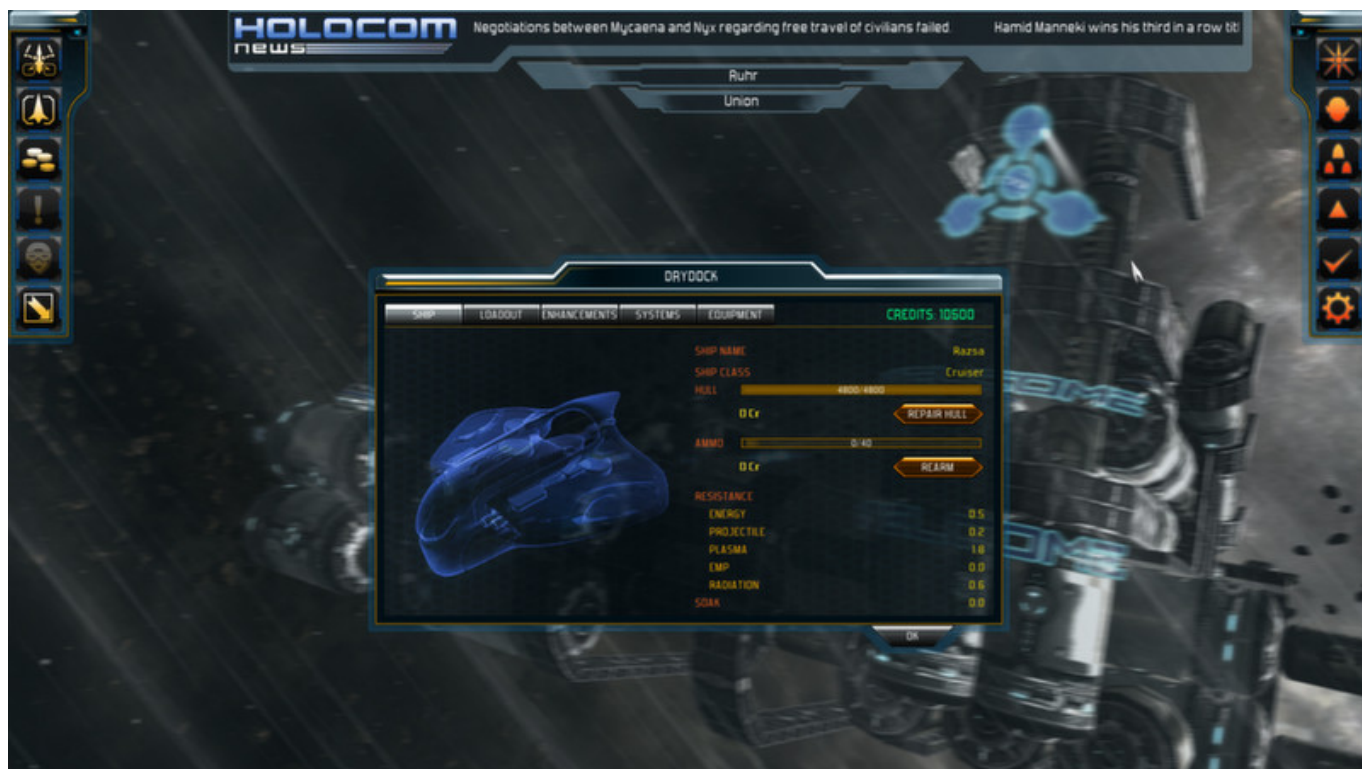 HOLOCOM
news
Negotiations between Mycaena and Nyx regarding free travel of civilians failed. Hamid Manneki wins his third in a row tit
Ruhr
Union
DRYDOCK
SHIP LOADOUT ENHANCEMENTS SYSTEMS EQUIPMENT CREDITS: 10500
SHIP NAME Razsa
SHIP CLASS Cruiser
HULL 4800/4800
0 Cr REPAIR HULL
AMMO 0/40
0 Cr REARM
RESISTANCE
ENERGY 0.5
PROJECTILE 0.2
PLASMA 1.8
EMP 0.0
RADIATION 0.6
SOAK 0.0
OK